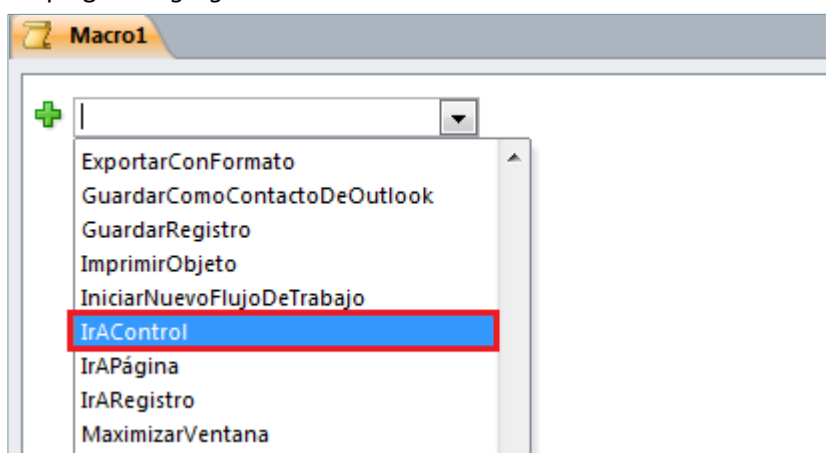 Macro1
ExportarConFormato
GuardarComoContactoDeOutlook
GuardarRegistro
ImprimirObjeto
IniciarNuevoFlujoDeTrabajo
IrAControl
IrAPágina
IrARegistro
MaximizarVentana